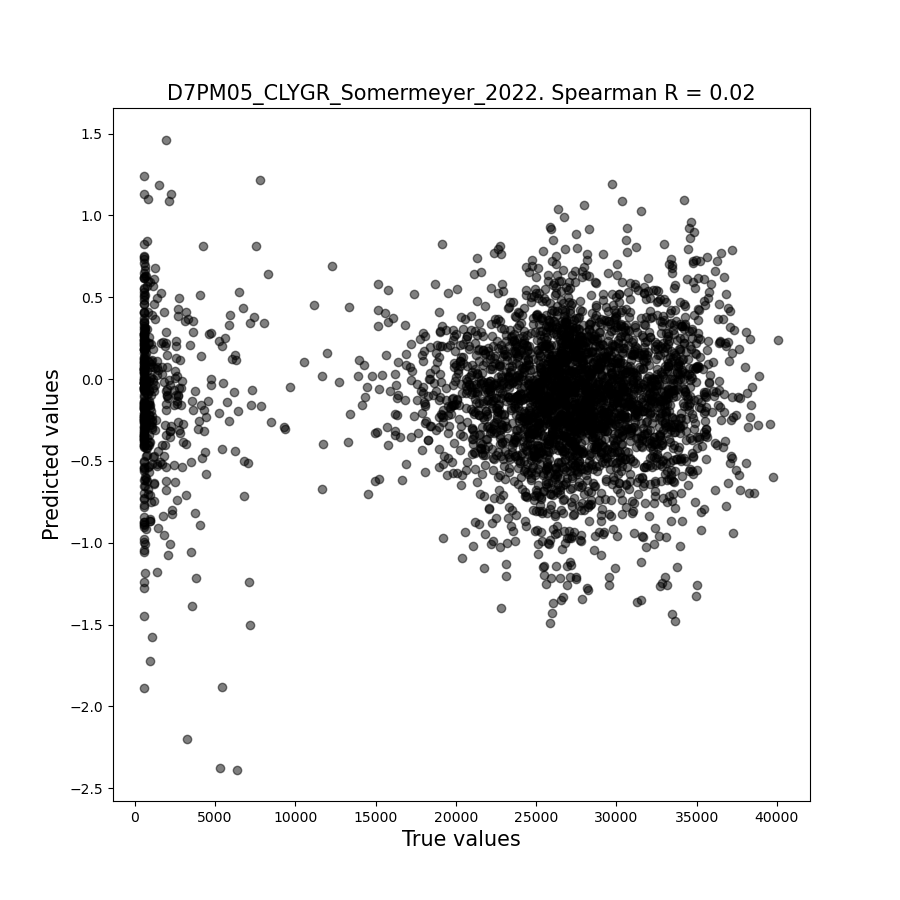 D7PM05_CLYGR_Somermeyer_2022. Spearman R = 0.02
1.5
1.0
0.5
0.0
−0.5
−1.0
−1.5
−2.0
−2.5
Predicted values
0 5000 10000 15000 20000 25000 30000 35000 40000
True values